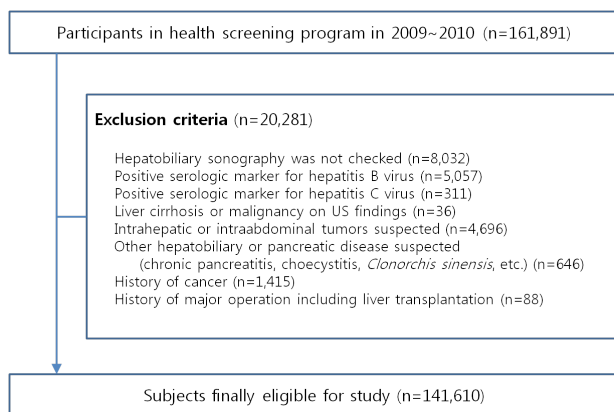 Participants in health screening program in 2009~2010 (n=161,891)
Exclusion criteria (n=20,281)
Hepatobiliary sonography was not checked (n=8,032)
Positive serologic marker for hepatitis B virus (n=5,057)
Positive serologic marker for hepatitis C virus (n=311)
Liver cirrhosis or malignancy on US findings (n=36)
Intrahepatic or intraabdominal tumors suspected (n=4,696)
Other hepatobiliary or pancreatic disease suspected
(chronic pancreatitis, choecystitis, Clonorchis sinensis, etc.) (n=646)
History of cancer (n=1,415)
History of major operation including liver transplantation (n=88)
Subjects finally eligible for study (n=141,610)